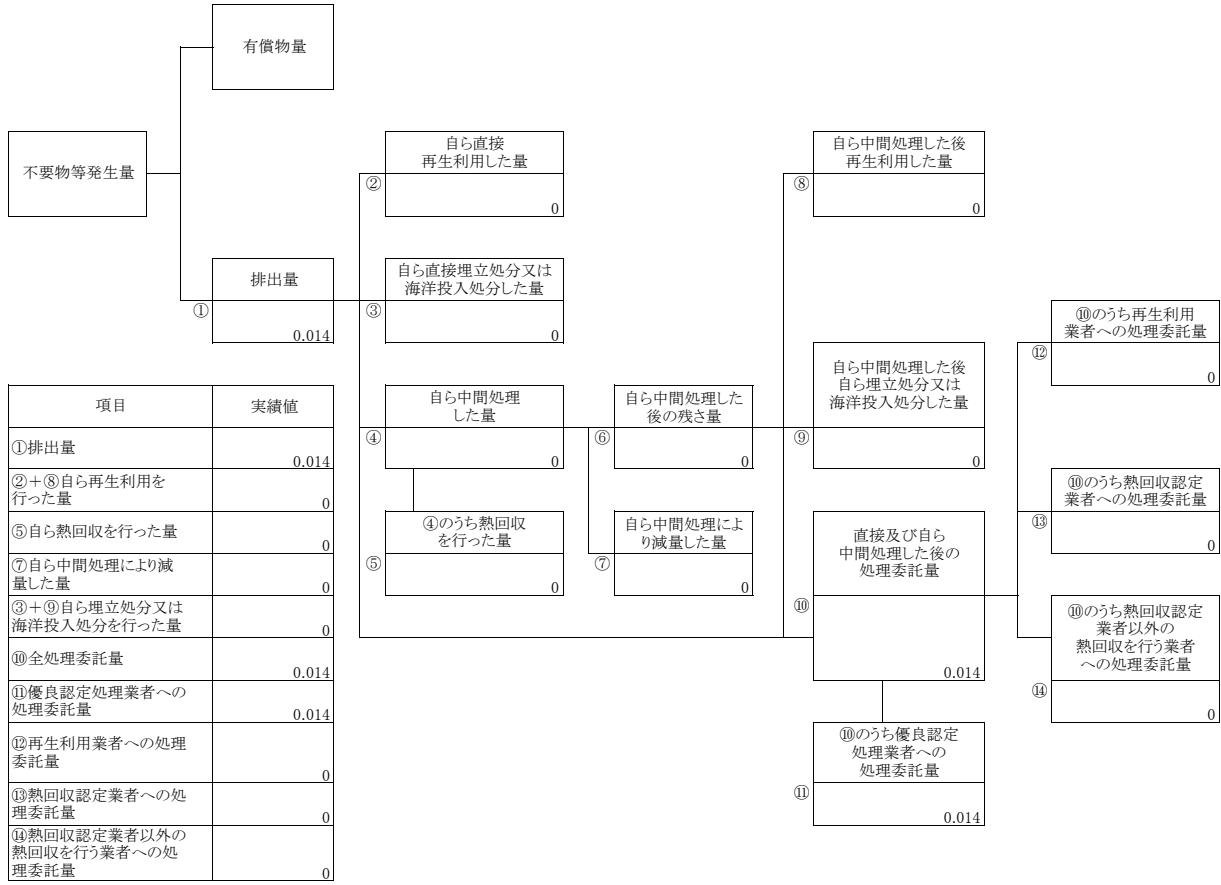 有償物量
不要物等発生量
自ら直接
再生利用した量
②
0
自ら中間処理した後
再生利用した量
⑧
0
排出量
①
0.014
自ら直接埋立処分又は
海洋投入処分した量
③
0
自ら中間処理
した量
④
0
自ら中間処理した
後の残さ量
⑥
0
自ら中間処理した後
自ら埋立処分又は
海洋投入処分した量
⑨
0
⑩のうち再生利用
業者への処理委託量
⑫
0
④のうち熱回収
を行った量
⑤
0
自ら中間処理によ
り減量した量
⑦
0
直接及び自ら
中間処理した後の
処理委託量
⑩
0.014
⑩のうち熱回収認定
業者への処理委託量
⑬
0
⑩のうち熱回収認定
業者以外の
熱回収を行う業者
への処理委託量
⑭
0
⑩のうち優良認定
処理業者への
処理委託量
⑪
0.014
項目 実績値
①排出量
0.014
②＋⑧自ら再生利用を
行った量
0
⑤自ら熱回収を行った量
0
⑦自ら中間処理により減
量した量
0
③＋⑨自ら埋立処分又は
海洋投入処分を行った量
0
⑩全処理委託量
0.014
⑪優良認定処理業者への
処理委託量
0.014
⑫再生利用業者への処理
委託量
0
⑬熱回収認定業者への処
理委託量
0
⑭熱回収認定業者以外の
熱回収を行う業者への処
理委託量
0